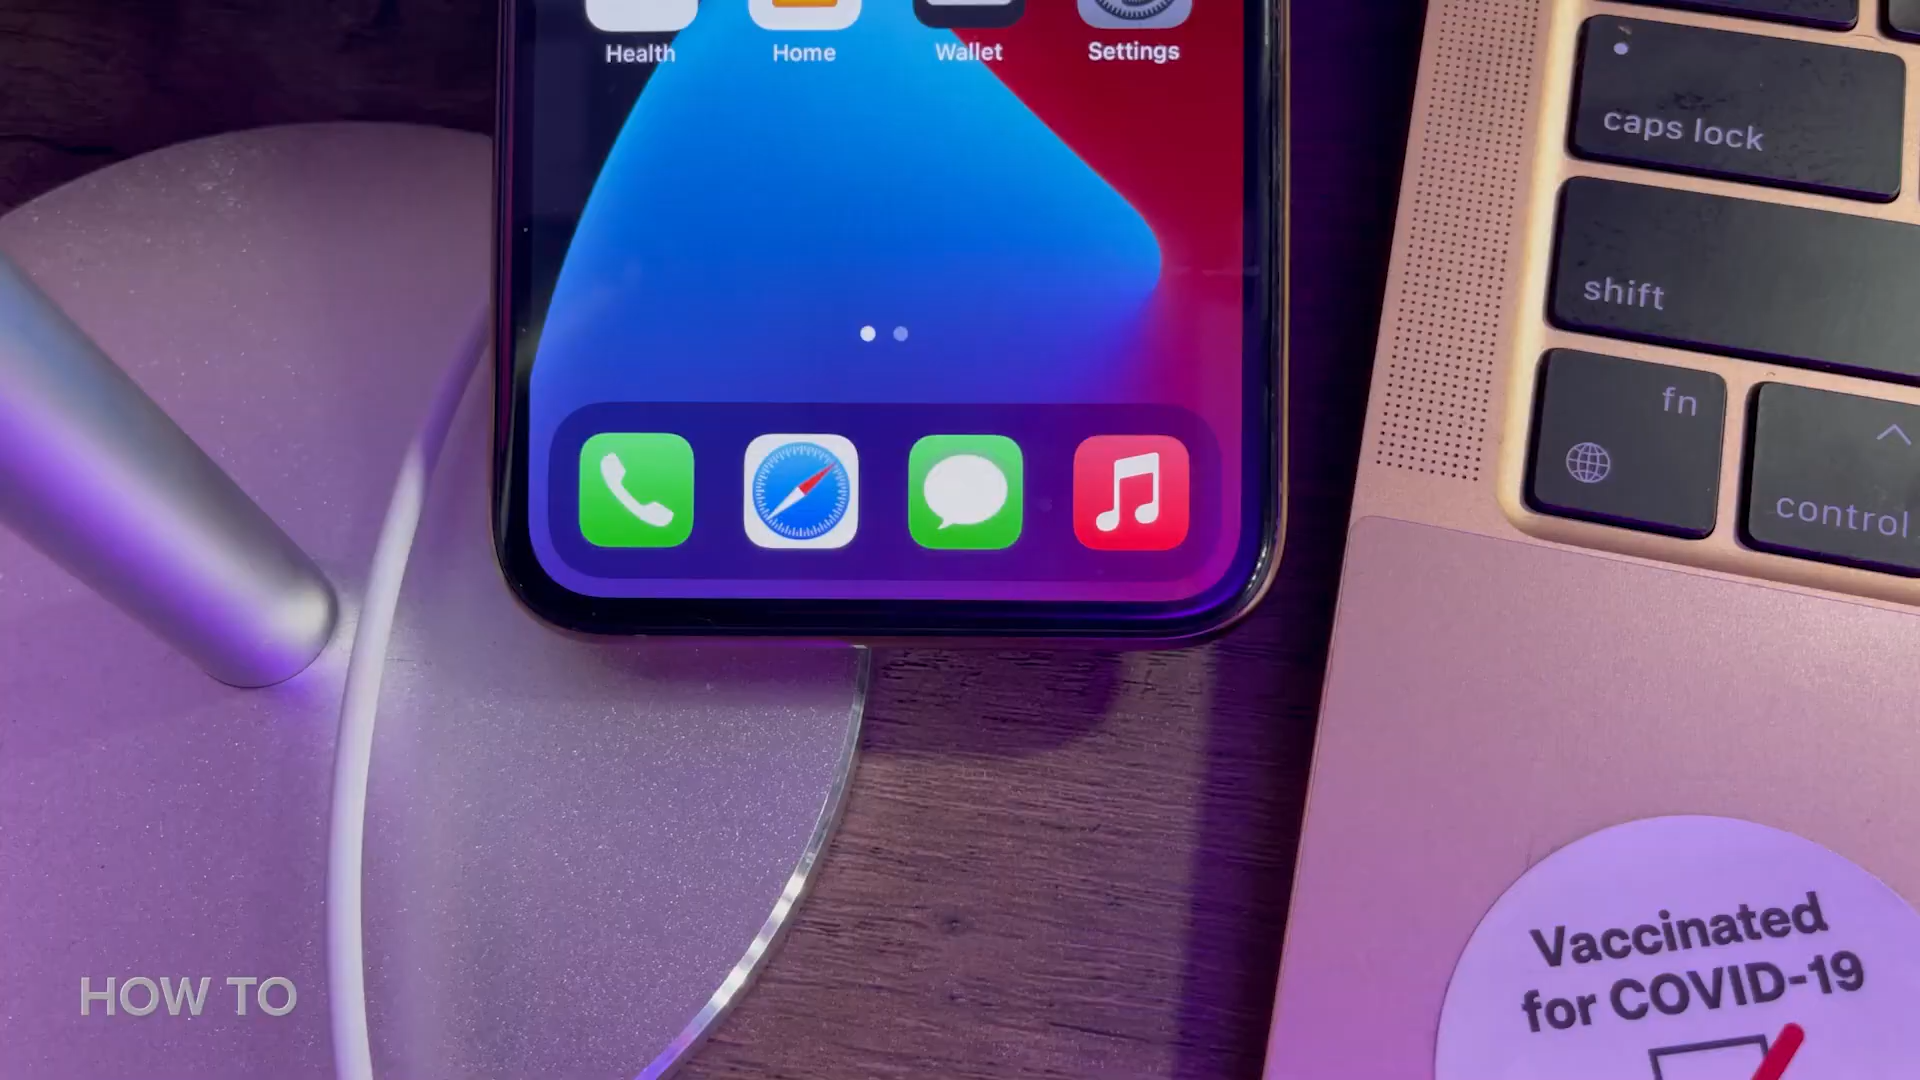 Health
Home
Wallet
Settings
caps lock
shift
fn
control
Vaccinated
for COVID-19
HOW TO